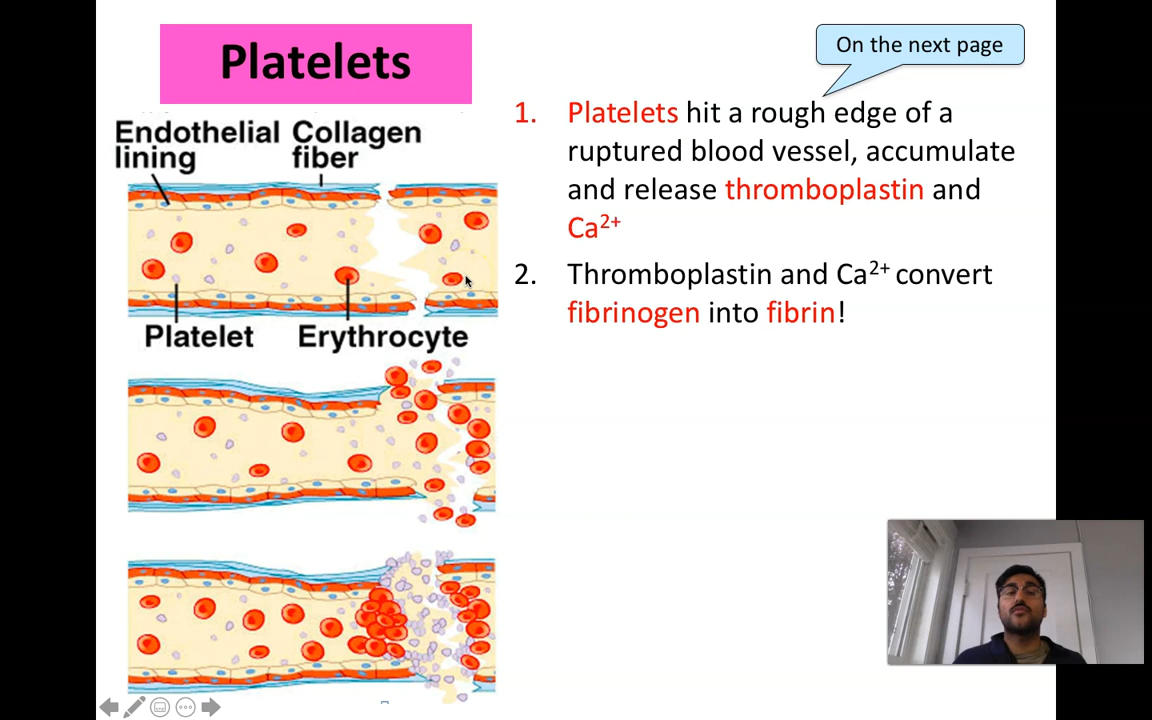 Platelets
On the next page
Endothelial Collagen
lining fiber
Platelet Erythrocyte
1. Platelets hit a rough edge of a
ruptured blood vessel, accumulate
and release thromboplastin and
Ca²⁺
2. Thromboplastin and Ca²⁺ convert
fibrinogen into fibrin!